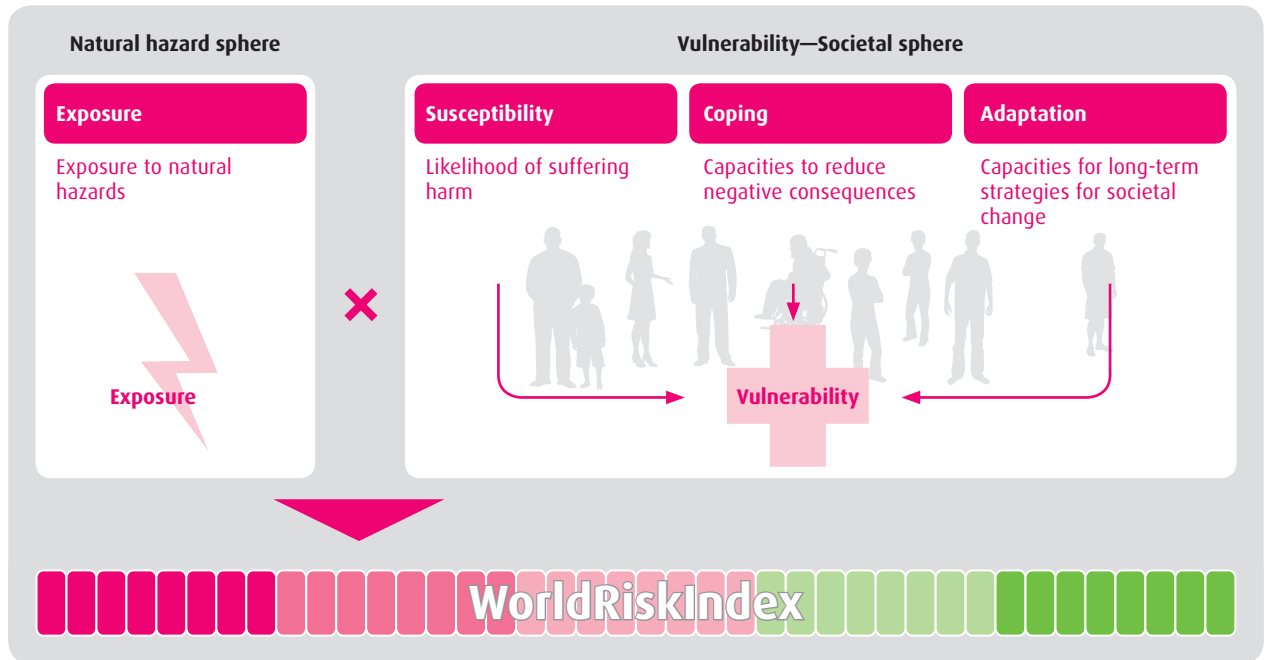 Natural hazard sphere
Vulnerability—Societal sphere
Exposure
Exposure to natural
hazards
Exposure
×
Susceptibility
Likelihood of suffering
harm
Coping
Capacities to reduce
negative consequences
Adaptation
Capacities for long-term
strategies for societal
change
Vulnerability
WorldRiskIndex